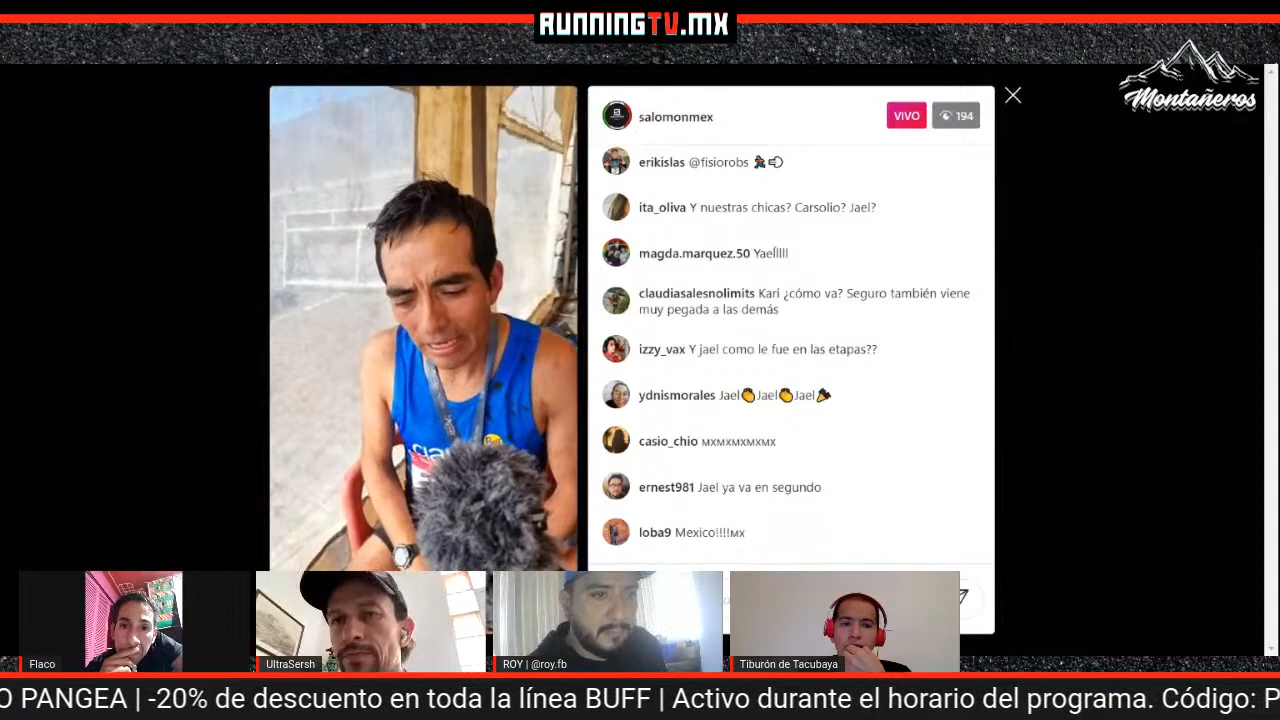 RUNNINGTV.MX
Montañeros
salomonmex
VIVO
194
erikislas @fisiorobs
ita_oliva Y nuestras chicas? Carsolio? Jael?
magda.marquez.50 Yaelllll
claudiasalesnolimits Kari ¿cómo va? Seguro también viene
muy pegada a las demás
izzy_vax Y jael como le fue en las etapas??
ydnismorales Jael👏Jael👏Jael🎉
casio_chio MXMXMXMXMX
ernest981 Jael ya va en segundo
loba9 Mexico!!!!MX
Flaco
UltraSersh
ROY | @roy.fb
Tiburón de Tacubaya
O PANGEA | -20% de descuento en toda la línea BUFF | Activo durante el horario del programa. Código: P